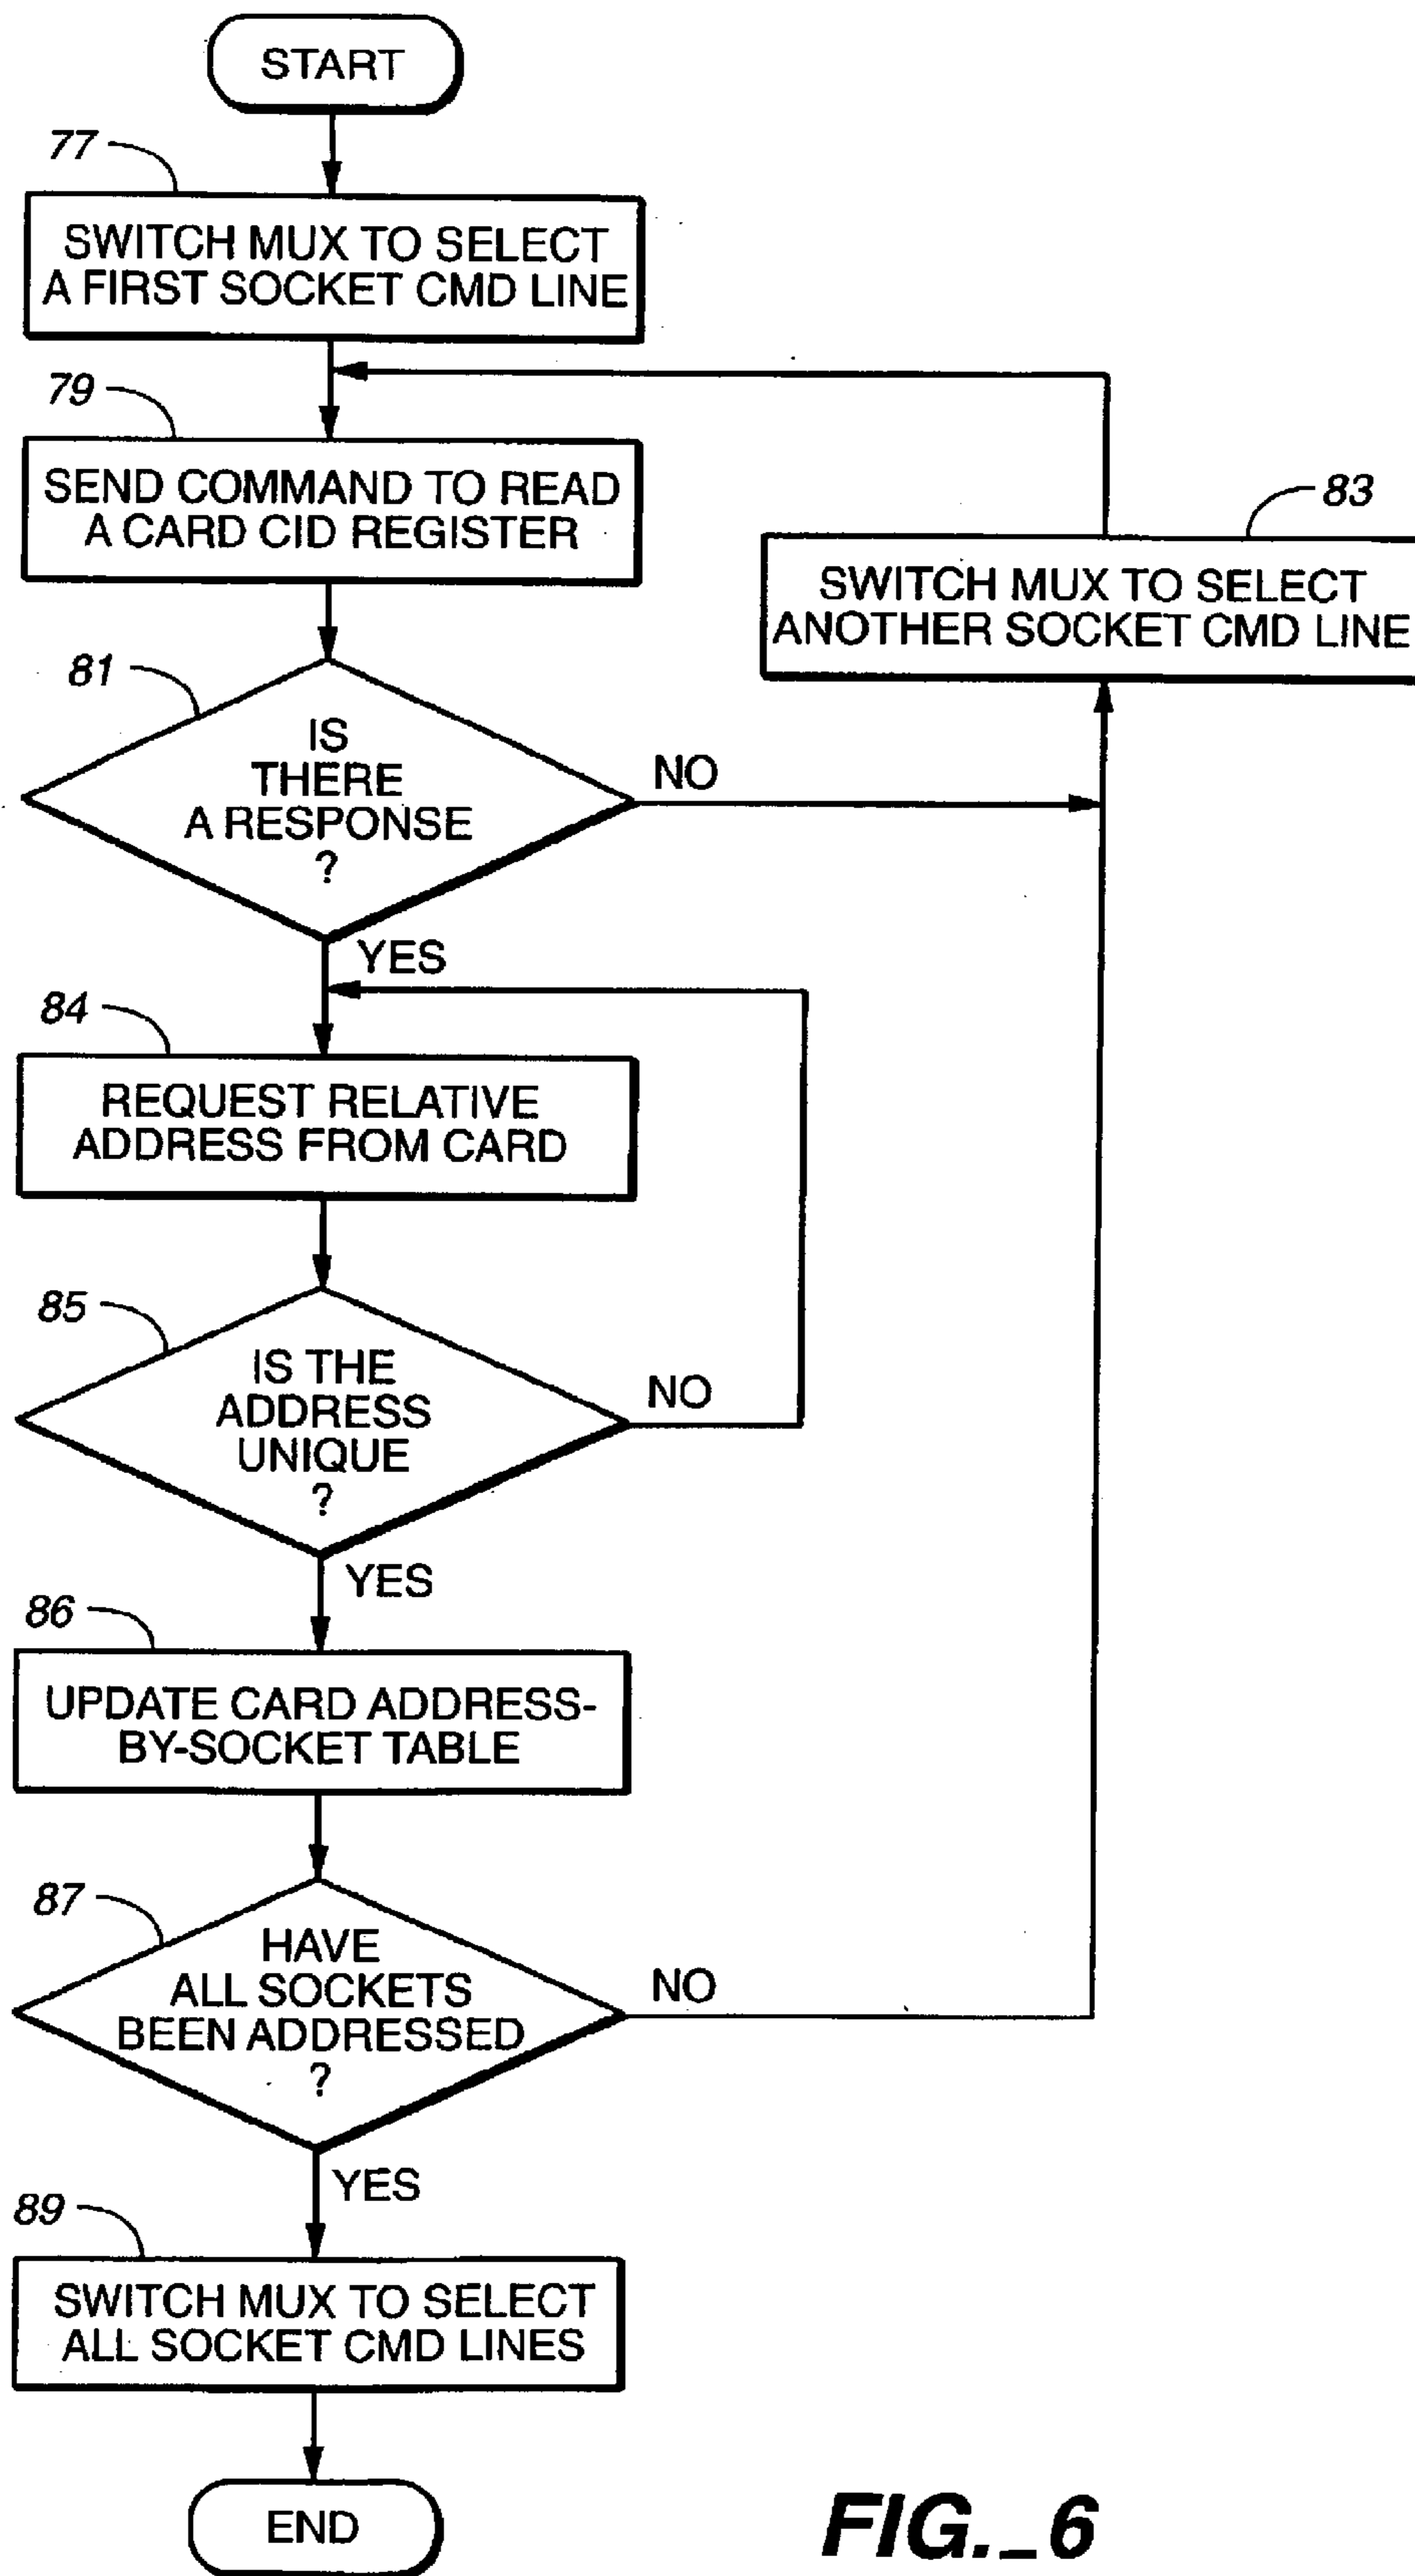 START
77
SWITCH MUX TO SELECT
A FIRST SOCKET CMD LINE
79
SEND COMMAND TO READ
A CARD CID REGISTER
83
SWITCH MUX TO SELECT
ANOTHER SOCKET CMD LINE
81
IS
THERE
A RESPONSE
?
NO
YES
84
REQUEST RELATIVE
ADDRESS FROM CARD
85
IS THE
ADDRESS
UNIQUE
?
NO
YES
86
UPDATE CARD ADDRESS-
BY-SOCKET TABLE
87
HAVE
ALL SOCKETS
BEEN ADDRESSED
?
NO
YES
89
SWITCH MUX TO SELECT
ALL SOCKET CMD LINES
END
FIG._6